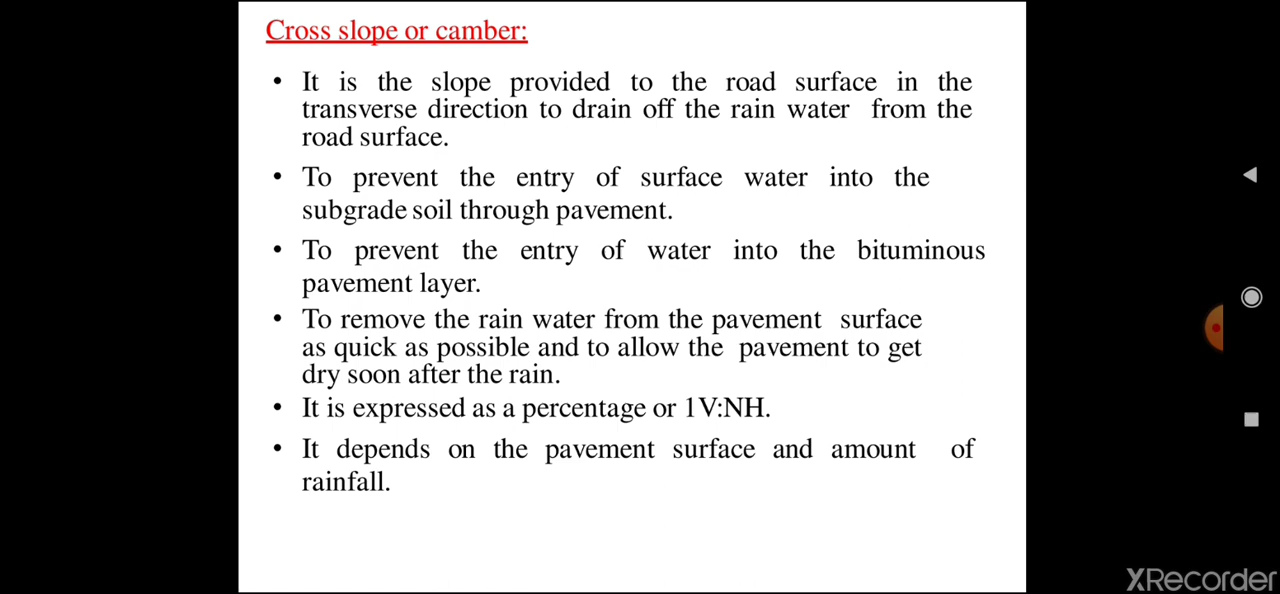 Cross slope or camber:
• It is the slope provided to the road surface in the
transverse direction to drain off the rain water from the
road surface.
• To prevent the entry of surface water into the
subgrade soil through pavement.
• To prevent the entry of water into the bituminous
pavement layer.
• To remove the rain water from the pavement surface
as quick as possible and to allow the pavement to get
dry soon after the rain.
• It is expressed as a percentage or 1V:NH.
• It depends on the pavement surface and amount of
rainfall.
XRecorder